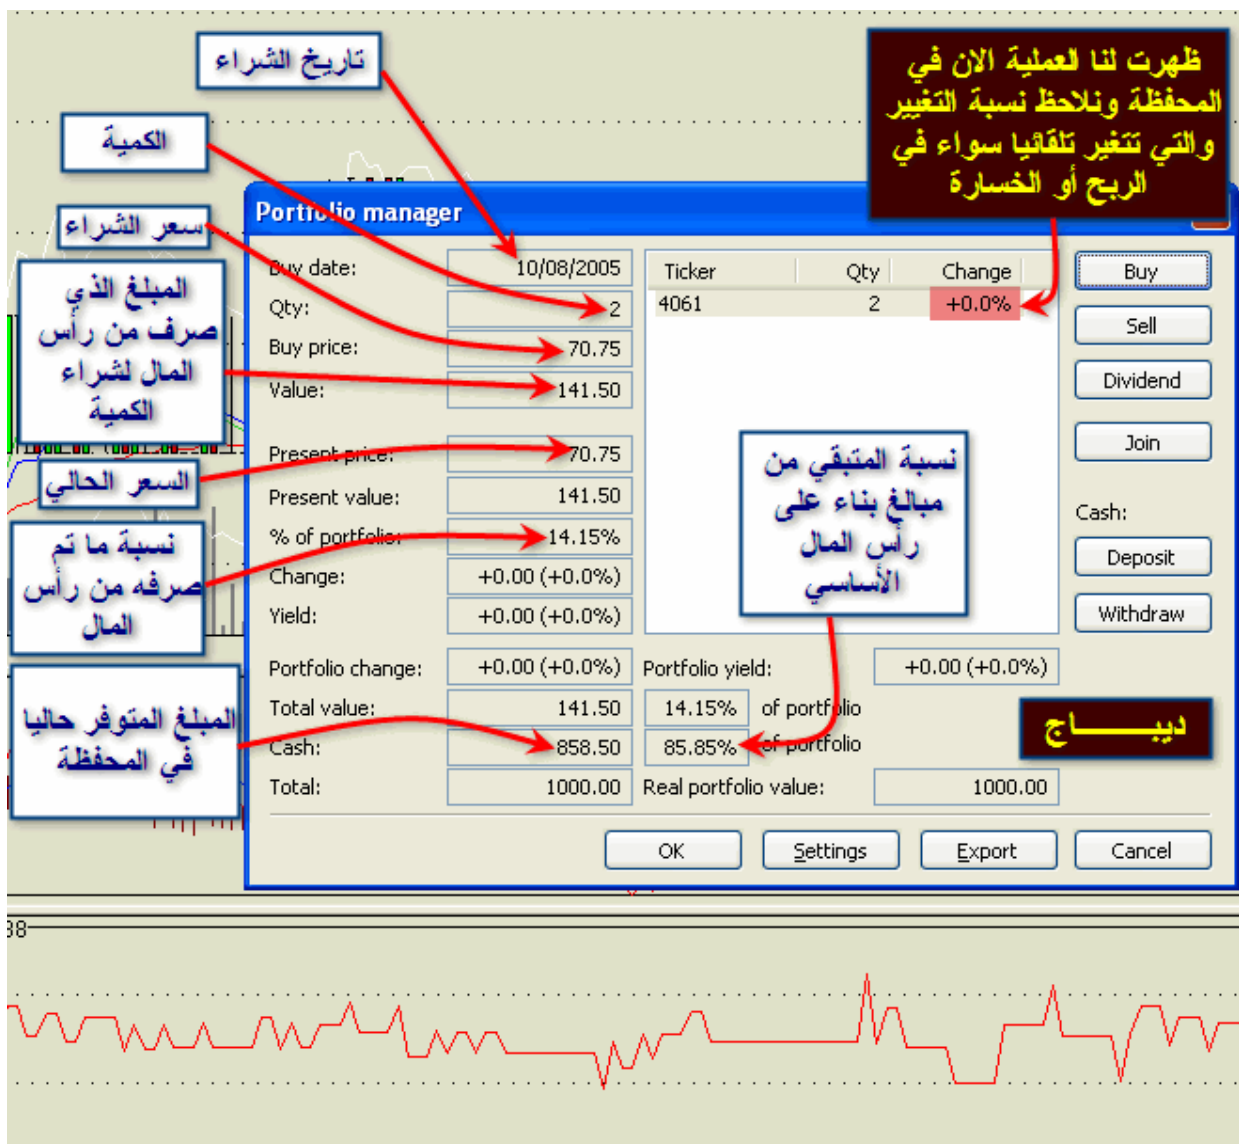 تاريخ الشراء
ظهرت لنا العملية الان في
المحفظة ونلاحظ نسبة التغيير
والتي تتغير تلقائيا سواء في
الربح أو الخسارة
الكمية
سعر الشراء
المبلغ الذي
صرف من رأس
المال لشراء
الكمية
السعر الحالي
نسبة ما تم
صرفه من رأس
المال
المبلغ المتوفر حاليا
في المحفظة
Portfolio manager
Buy date: 10/08/2005
Qty: 2
Buy price: 70.75
Value: 141.50
Present price: 70.75
Present value: 141.50
% of portfolio: 14.15%
Change: +0.00 (+0.0%)
Yield: +0.00 (+0.0%)
Ticker Qty Change
4061 2 +0.0%
نسبة المتبقي من
مبالغ بناء على
رأس المال
الأساسي
Buy
Sell
Dividend
Join
Cash:
Deposit
Withdraw
Portfolio change: +0.00 (+0.0%) Portfolio yield: +0.00 (+0.0%)
Total value: 141.50 14.15% of portfolio
Cash: 858.50 85.85% of portfolio
Total: 1000.00 Real portfolio value: 1000.00
ديبـــــاج
OK Settings Export Cancel
38